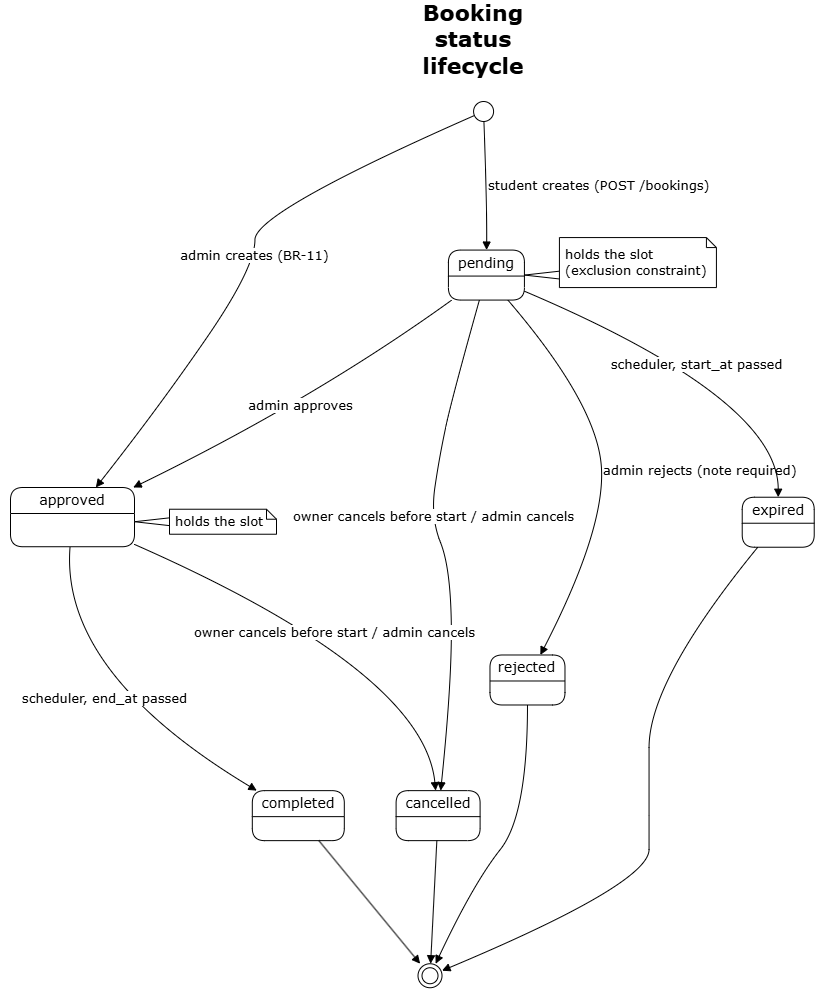 Booking
status
lifecycle
student creates (POST /bookings)
admin creates (BR-11)
pending
holds the slot
(exclusion constraint)
scheduler, start_at passed
admin approves
admin rejects (note required)
approved
holds the slot
owner cancels before start / admin cancels
expired
owner cancels before start / admin cancels
rejected
scheduler, end_at passed
completed
cancelled